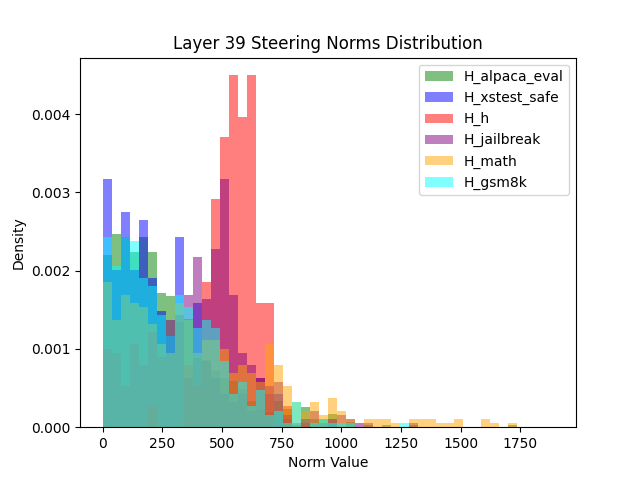 Layer 39 Steering Norms Distribution
H_alpaca_eval
H_xstest_safe
H_h
H_jailbreak
H_math
H_gsm8k
Density
0.004
0.003
0.002
0.001
0.000
0 250 500 750 1000 1250 1500 1750
Norm Value